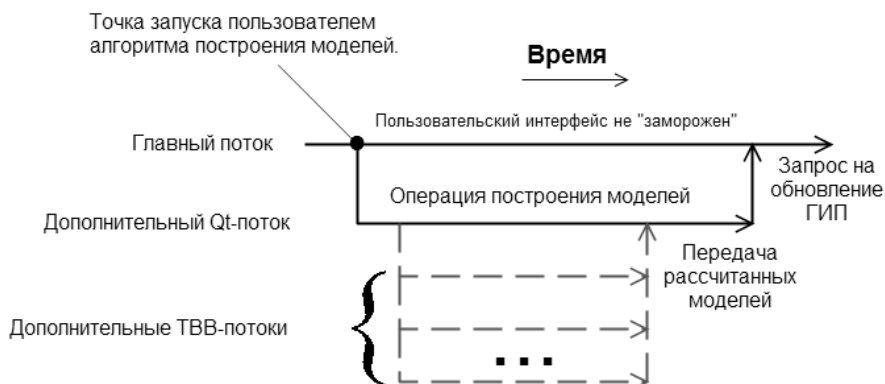 Точка запуска пользователем
алгоритма построения моделей.
Время
Пользовательский интерфейс не "заморожен"
Главный поток
Запрос на
обновление
ГИП
Операция построения моделей
Дополнительный Qt-поток
Передача
рассчитанных
моделей
Дополнительные TBB-потоки
...